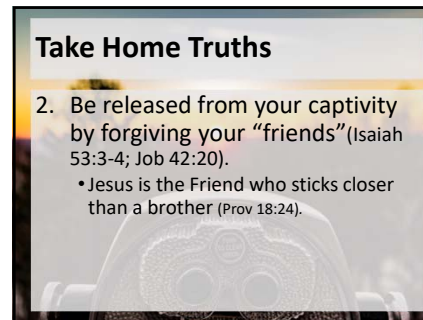 Take Home Truths
2. Be released from your captivity
by forgiving your “friends”(Isaiah
53:3-4; Job 42:20).
• Jesus is the Friend who sticks closer
than a brother (Prov 18:24).